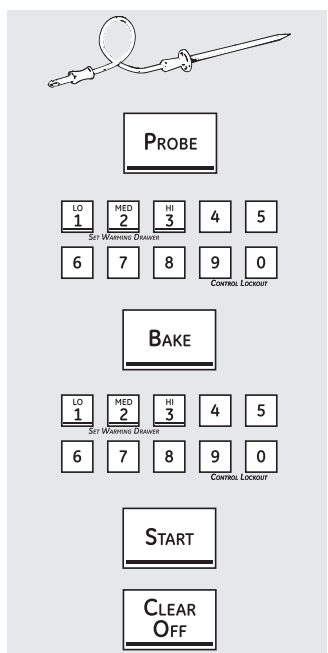 PROBE
LO MED HI
1 2 3 4 5
SET WARMING DRAWER
6 7 8 9 0
CONTROL LOCKOUT
BAKE
LO MED HI
1 2 3 4 5
SET WARMING DRAWER
6 7 8 9 0
CONTROL LOCKOUT
START
CLEAR
OFF